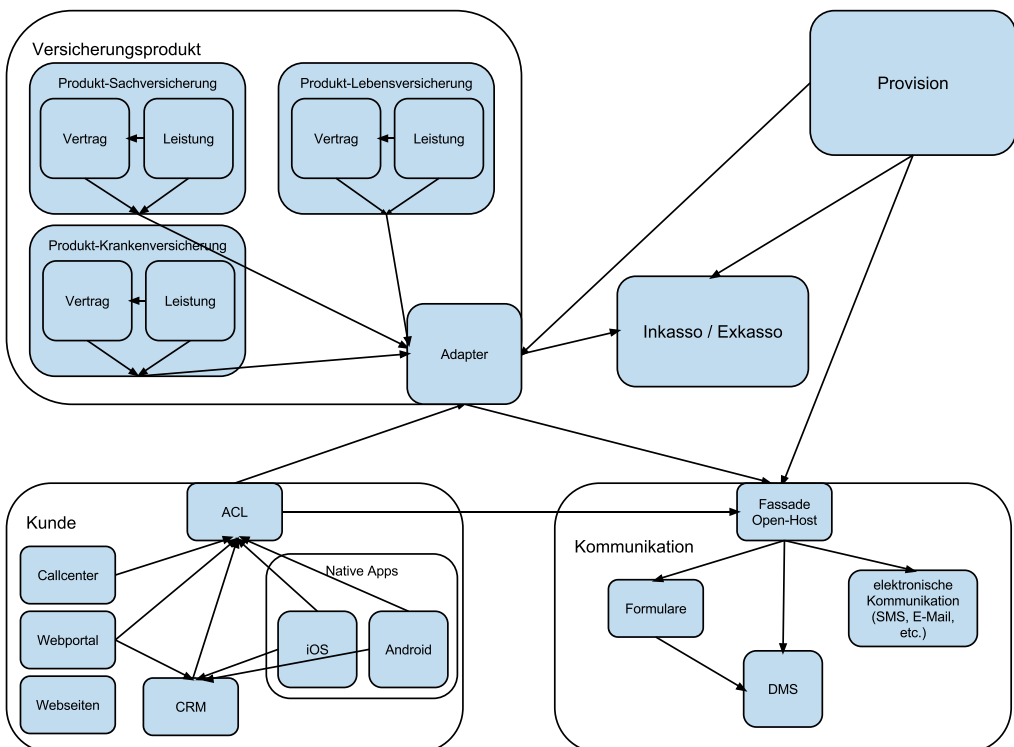 Versicherungsprodukt
Produkt-Sachversicherung
Vertrag
Leistung
Produkt-Lebensversicherung
Vertrag
Leistung
Produkt-Krankenversicherung
Vertrag
Leistung
Adapter
Provision
Inkasso / Exkasso
Kunde
ACL
Callcenter
Native Apps
Webportal
iOS
Android
Webseiten
CRM
Kommunikation
Fassade
Open-Host
Formulare
elektronische
Kommunikation
(SMS, E-Mail,
etc.)
DMS